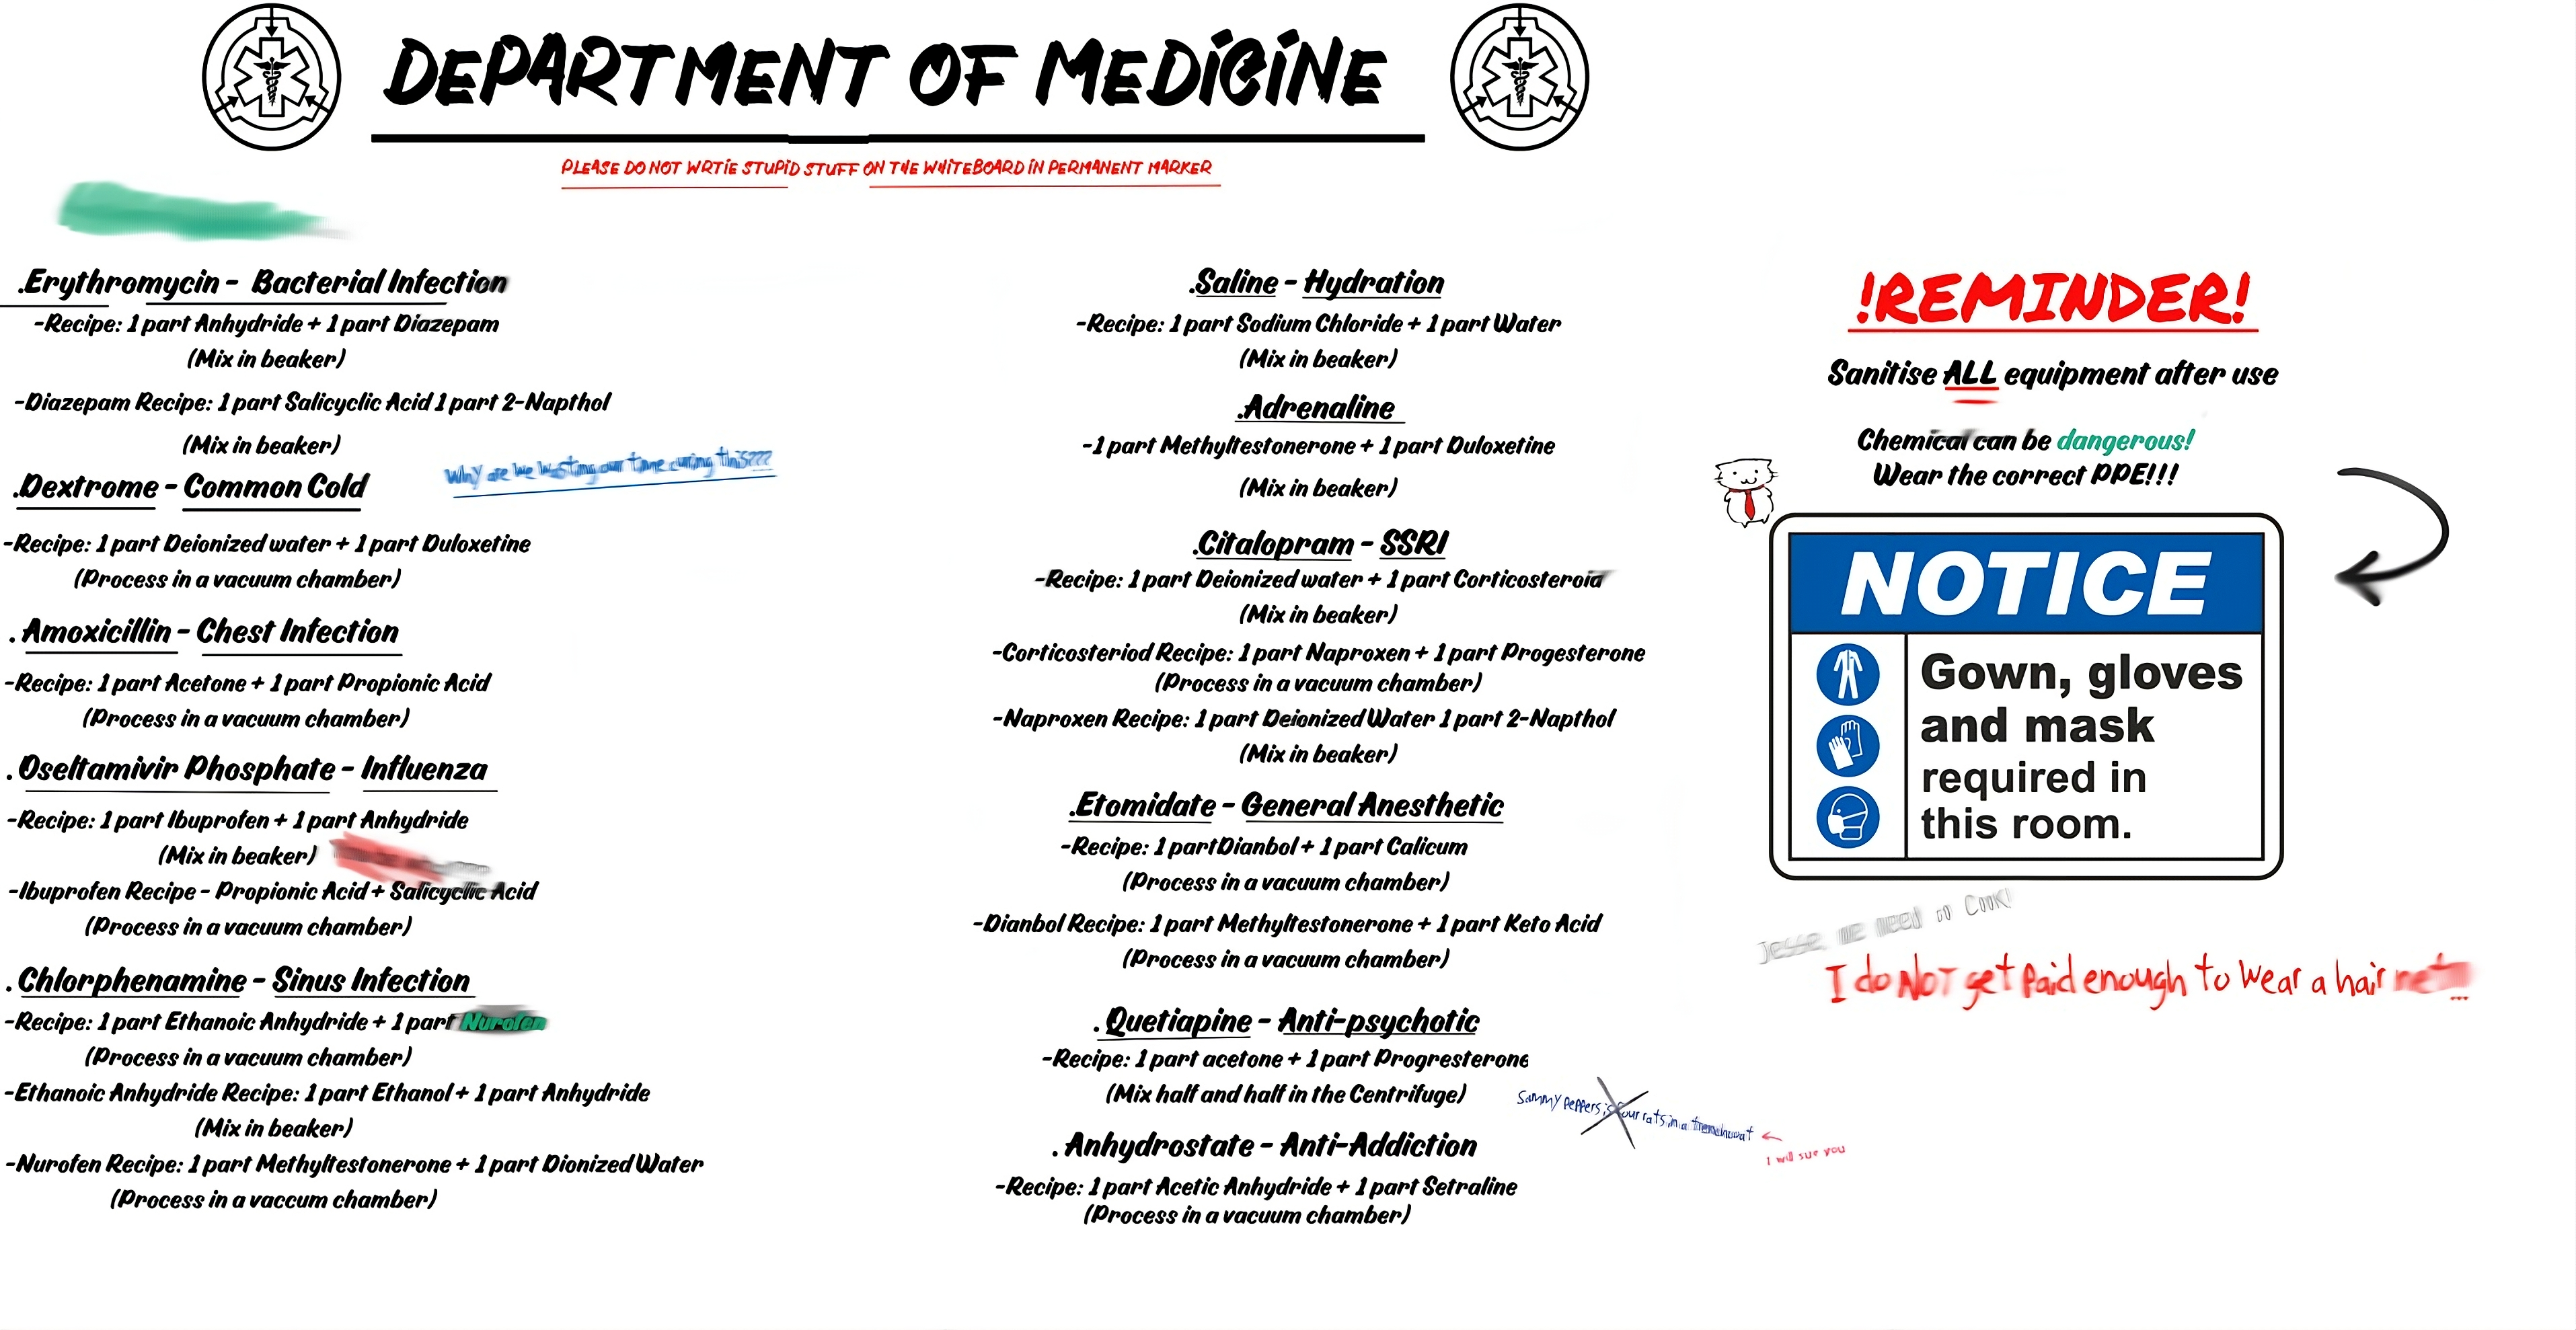 DEPARTMENT OF MEDICINE
PLEASE DO NOT WRTIE STUPID STUFF ON THE WHITEBOARD IN PERMANENT MARKER
.Erythromycin - Bacterial Infection
-Recipe: 1 part Anhydride + 1 part Diazepam
(Mix in beaker)
-Diazepam Recipe: 1 part Salicyclic Acid 1 part 2-Napthol
(Mix in beaker)
Why are we wasting our time curing this???
.Dextrome - Common Cold
-Recipe: 1 part Deionized water + 1 part Duloxetine
(Process in a vacuum chamber)
. Amoxicillin - Chest Infection
-Recipe: 1 part Acetone + 1 part Propionic Acid
(Process in a vacuum chamber)
. Oseltamivir Phosphate - Influenza
-Recipe: 1 part Ibuprofen + 1 part Anhydride
(Mix in beaker)
-Ibuprofen Recipe - Propionic Acid + Salicyclic Acid
(Process in a vacuum chamber)
. Chlorphenamine - Sinus Infection
-Recipe: 1 part Ethanoic Anhydride + 1 part Nurofen
(Process in a vacuum chamber)
-Ethanoic Anhydride Recipe: 1 part Ethanol + 1 part Anhydride
(Mix in beaker)
-Nurofen Recipe: 1 part Methyltestonerone + 1 part Dionized Water
(Process in a vaccum chamber)
.Saline - Hydration
-Recipe: 1 part Sodium Chloride + 1 part Water
(Mix in beaker)
.Adrenaline
-1 part Methyltestonerone + 1 part Duloxetine
(Mix in beaker)
.Citalopram - SSRI
-Recipe: 1 part Deionized water + 1 part Corticosteroid
(Mix in beaker)
-Corticosteriod Recipe: 1 part Naproxen + 1 part Progesterone
(Process in a vacuum chamber)
-Naproxen Recipe: 1 part Deionized Water 1 part 2-Napthol
(Mix in beaker)
.Etomidate - General Anesthetic
-Recipe: 1 partDianbol + 1 part Calicum
(Process in a vacuum chamber)
-Dianbol Recipe: 1 part Methyltestonerone + 1 part Keto Acid
(Process in a vacuum chamber)
. Quetiapine - Anti-psychotic
-Recipe: 1 part acetone + 1 part Progresterone
(Mix half and half in the Centrifuge)
Sammy Peppers is four rats in a trenchcoat
I will sue you
. Anhydrostate - Anti-Addiction
-Recipe: 1 part Acetic Anhydride + 1 part Setraline
(Process in a vacuum chamber)
!REMINDER!
Sanitise ALL equipment after use
Chemical can be dangerous!
Wear the correct PPE!!!
NOTICE
Gown, gloves
and mask
required in
this room.
Jesse, we need to Cook!
I do NOT get Paid enough to wear a hair net!!!